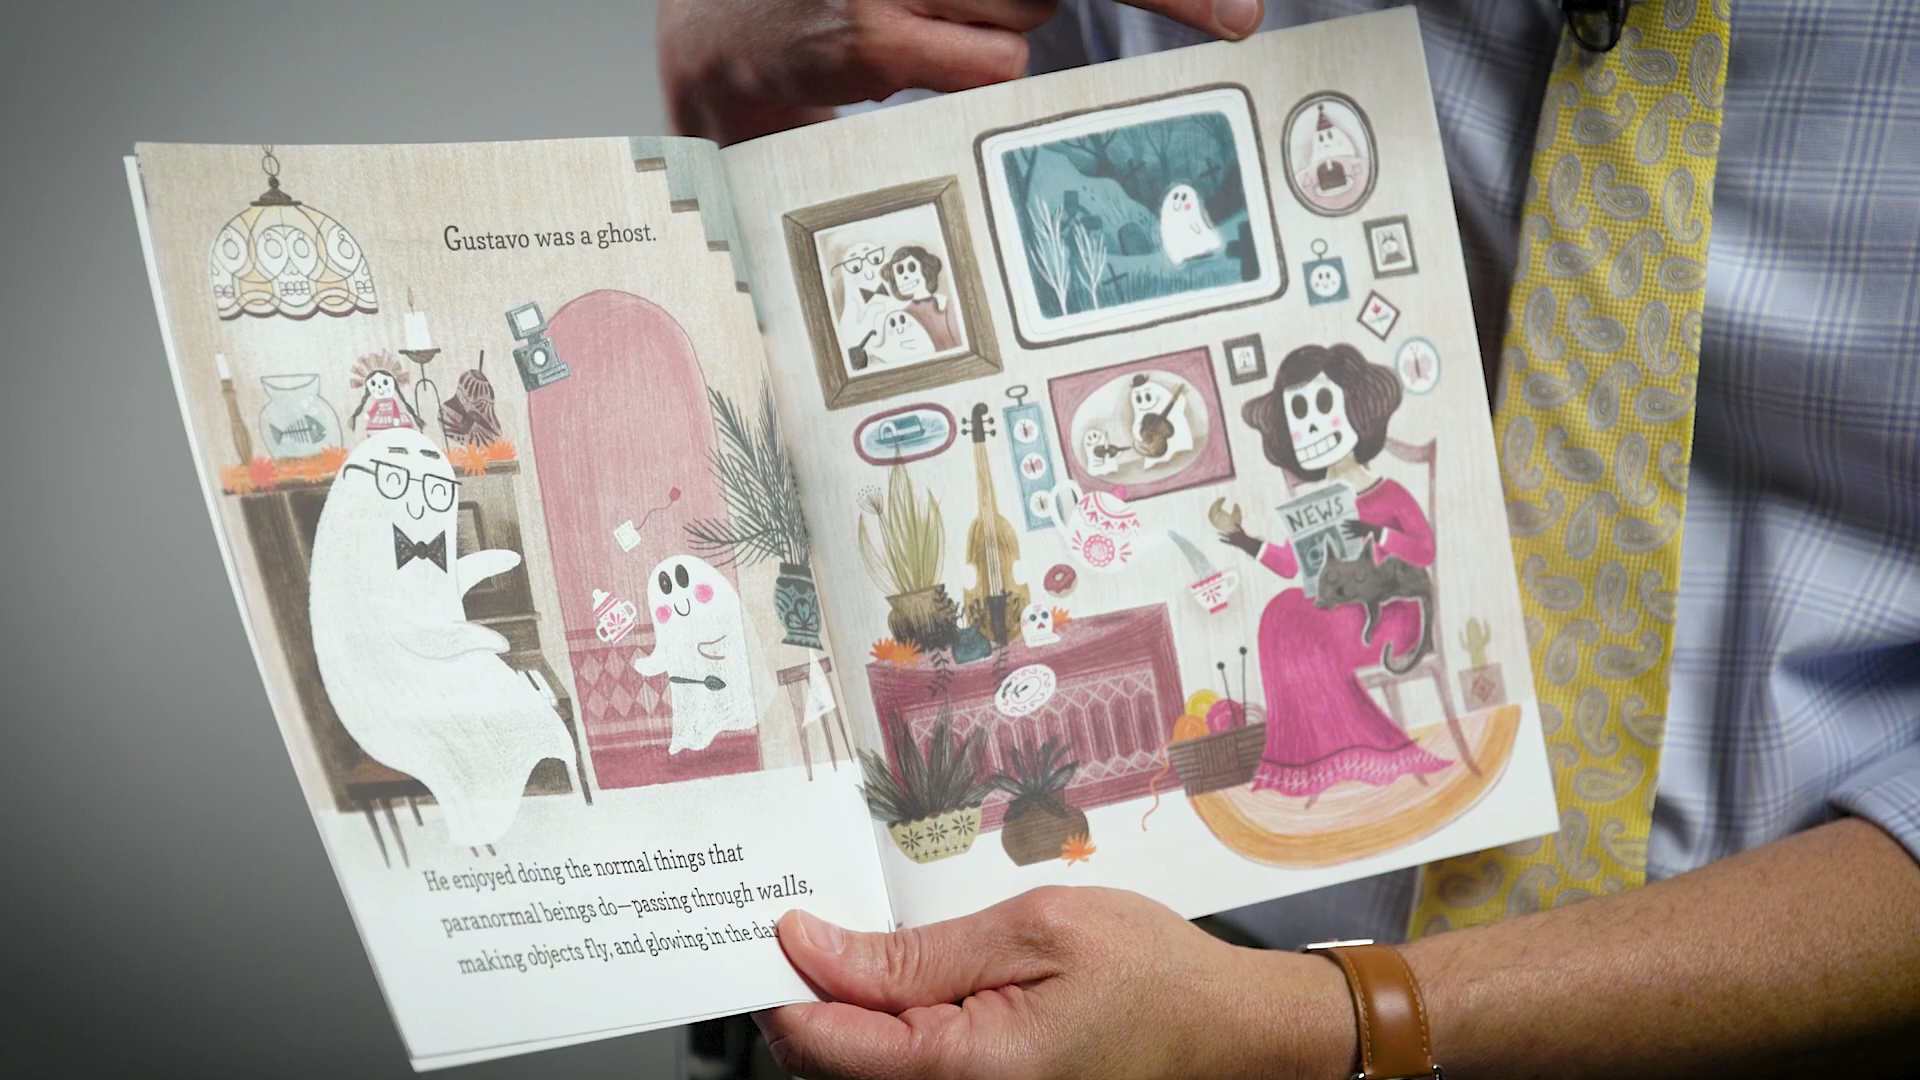 Gustavo was a ghost.
He enjoyed doing the normal things that
paranormal beings do—passing through walls,
making objects fly, and glowing in the
NEWS